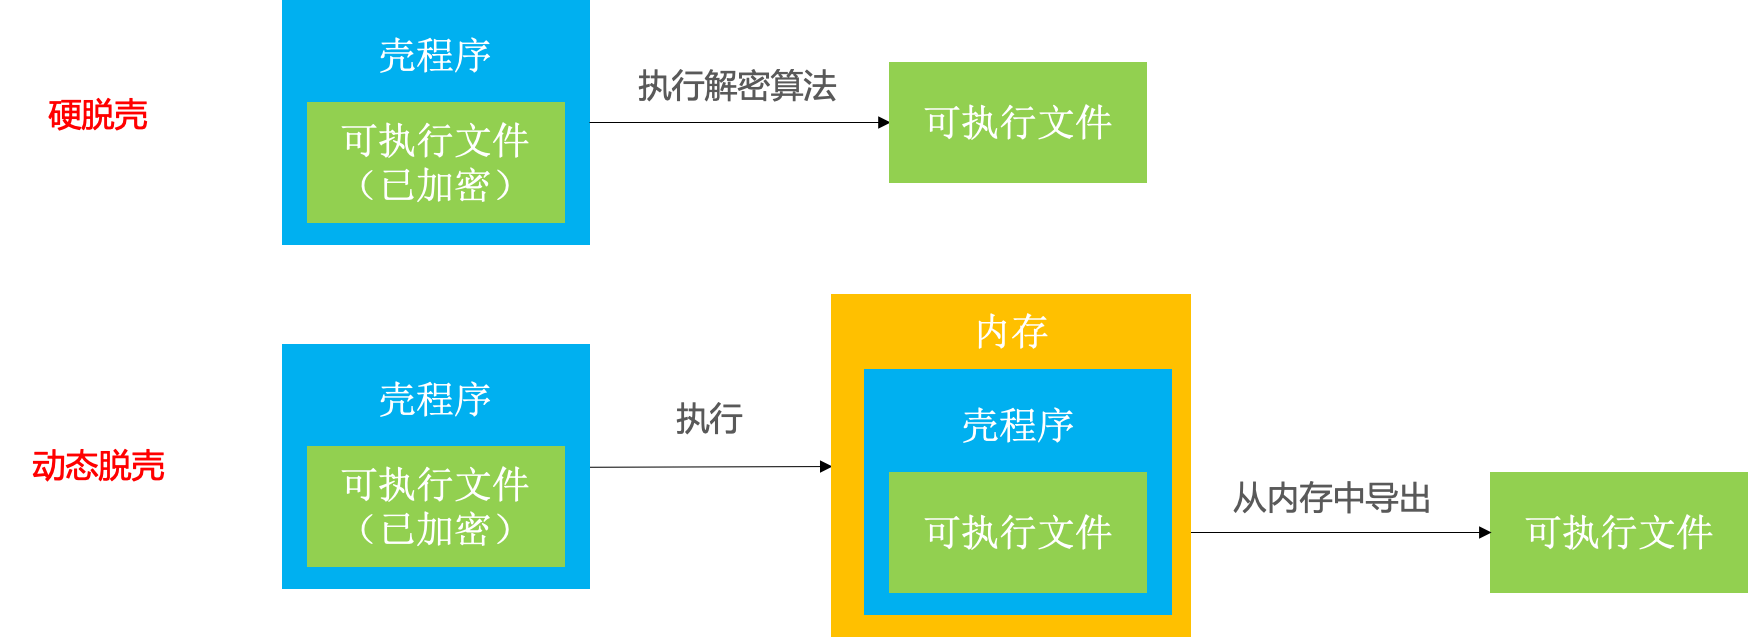 硬脱壳
壳程序
可执行文件
（已加密）
执行解密算法
可执行文件
动态脱壳
壳程序
可执行文件
（已加密）
执行
内存
壳程序
可执行文件
从内存中导出
可执行文件